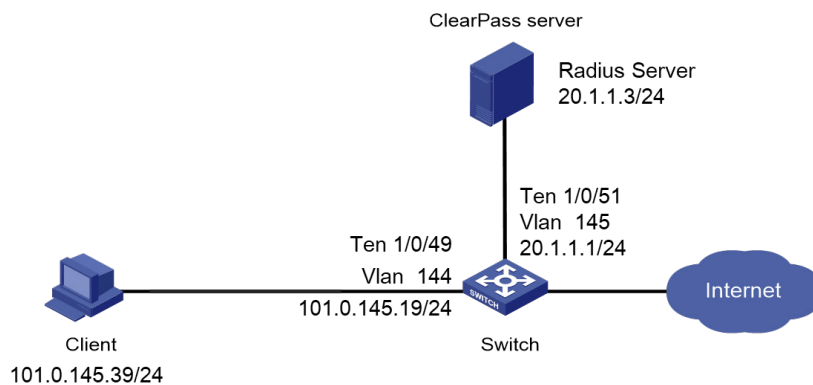 ClearPass server
Radius Server
20.1.1.3/24
Ten 1/0/51
Vlan 145
20.1.1.1/24
Ten 1/0/49
Vlan 144
101.0.145.19/24
SWITCH
Internet
Client
Switch
101.0.145.39/24